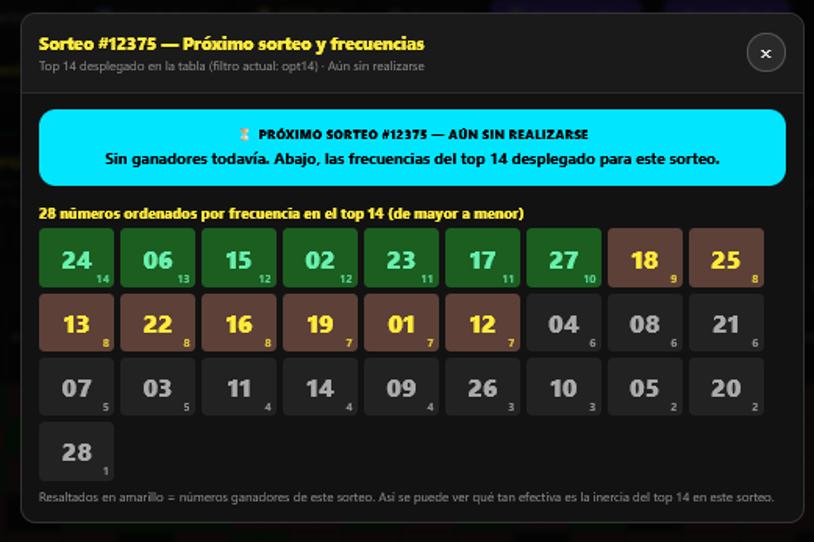 Sorteo #12375 — Próximo sorteo y frecuencias
Top 14 desplegado en la tabla (filtro actual: opt14) · Aún sin realizarse
×
⏳ PRÓXIMO SORTEO #12375 — AÚN SIN REALIZARSE
Sin ganadores todavía. Abajo, las frecuencias del top 14 desplegado para este sorteo.
28 números ordenados por frecuencia en el top 14 (de mayor a menor)
24 06 15 02 23 17 27 18 25
14 13 12 12 11 11 10 9 8
13 22 16 19 01 12 04 08 21
8 8 8 7 7 7 6 6 6
07 03 11 14 09 26 10 05 20
5 5 4 4 4 3 3 2 2
28
1
Resaltados en amarillo = números ganadores de este sorteo. Así se puede ver qué tan efectiva es la inercia del top 14 en este sorteo.